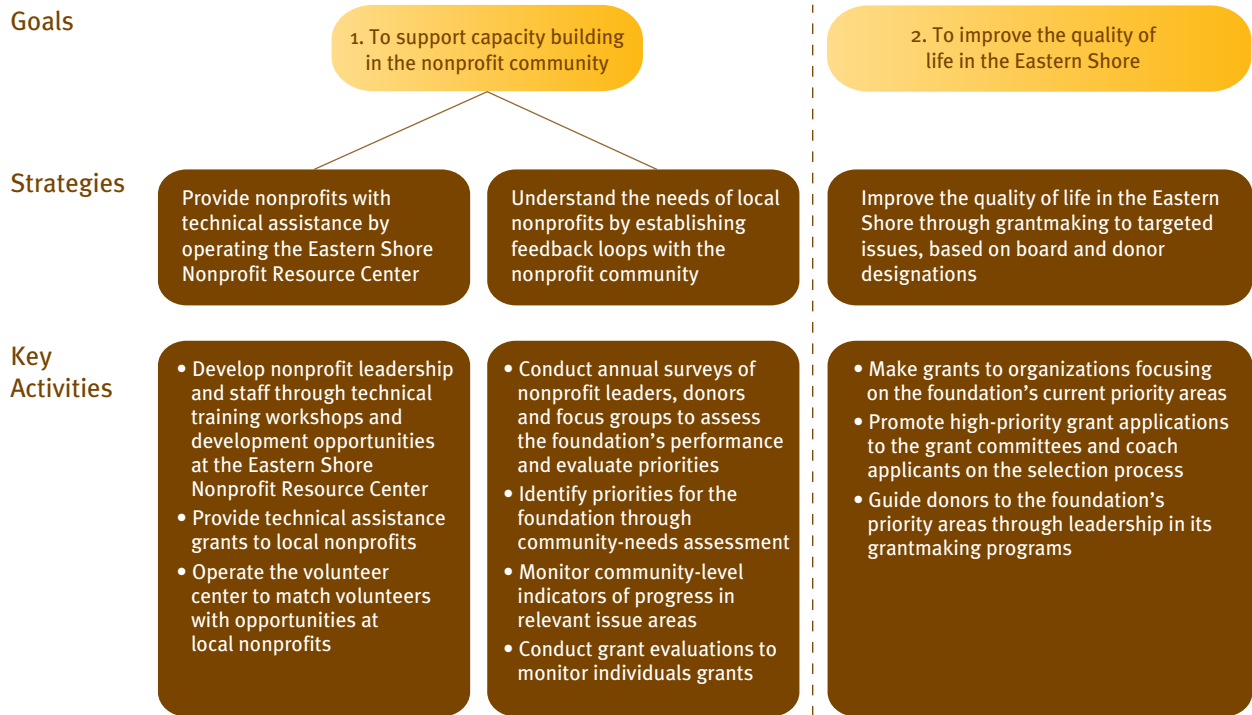 Goals
1. To support capacity building
in the nonprofit community
2. To improve the quality of
life in the Eastern Shore
Strategies
Provide nonprofits with
technical assistance by
operating the Eastern Shore
Nonprofit Resource Center
Understand the needs of local
nonprofits by establishing
feedback loops with the
nonprofit community
Improve the quality of life in the Eastern
Shore through grantmaking to targeted
issues, based on board and donor
designations
Key
Activities
• Develop nonprofit leadership
and staff through technical
training workshops and
development opportunities
at the Eastern Shore
Nonprofit Resource Center
• Provide technical assistance
grants to local nonprofits
• Operate the volunteer
center to match volunteers
with opportunities at
local nonprofits
• Conduct annual surveys of
nonprofit leaders, donors
and focus groups to assess
the foundation's performance
and evaluate priorities
• Identify priorities for the
foundation through
community-needs assessment
• Monitor community-level
indicators of progress in
relevant issue areas
• Conduct grant evaluations to
monitor individuals grants
• Make grants to organizations focusing
on the foundation's current priority areas
• Promote high-priority grant applications
to the grant committees and coach
applicants on the selection process
• Guide donors to the foundation's
priority areas through leadership in its
grantmaking programs